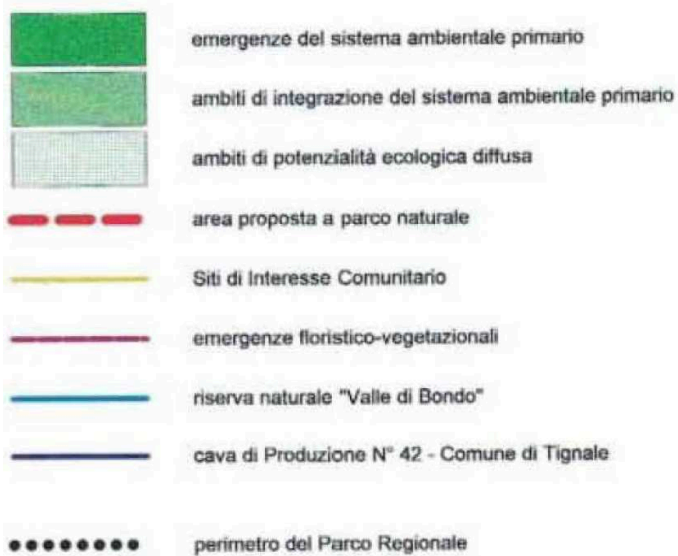 emergenze del sistema ambientale primario
ambiti di integrazione del sistema ambientale primario
ambiti di potenzialità ecologica diffusa
area proposta a parco naturale
Siti di Interesse Comunitario
emergenze floristico-vegetazionali
riserva naturale "Valle di Bondo"
cava di Produzione N° 42 - Comune di Tignale
perimetro del Parco Regionale